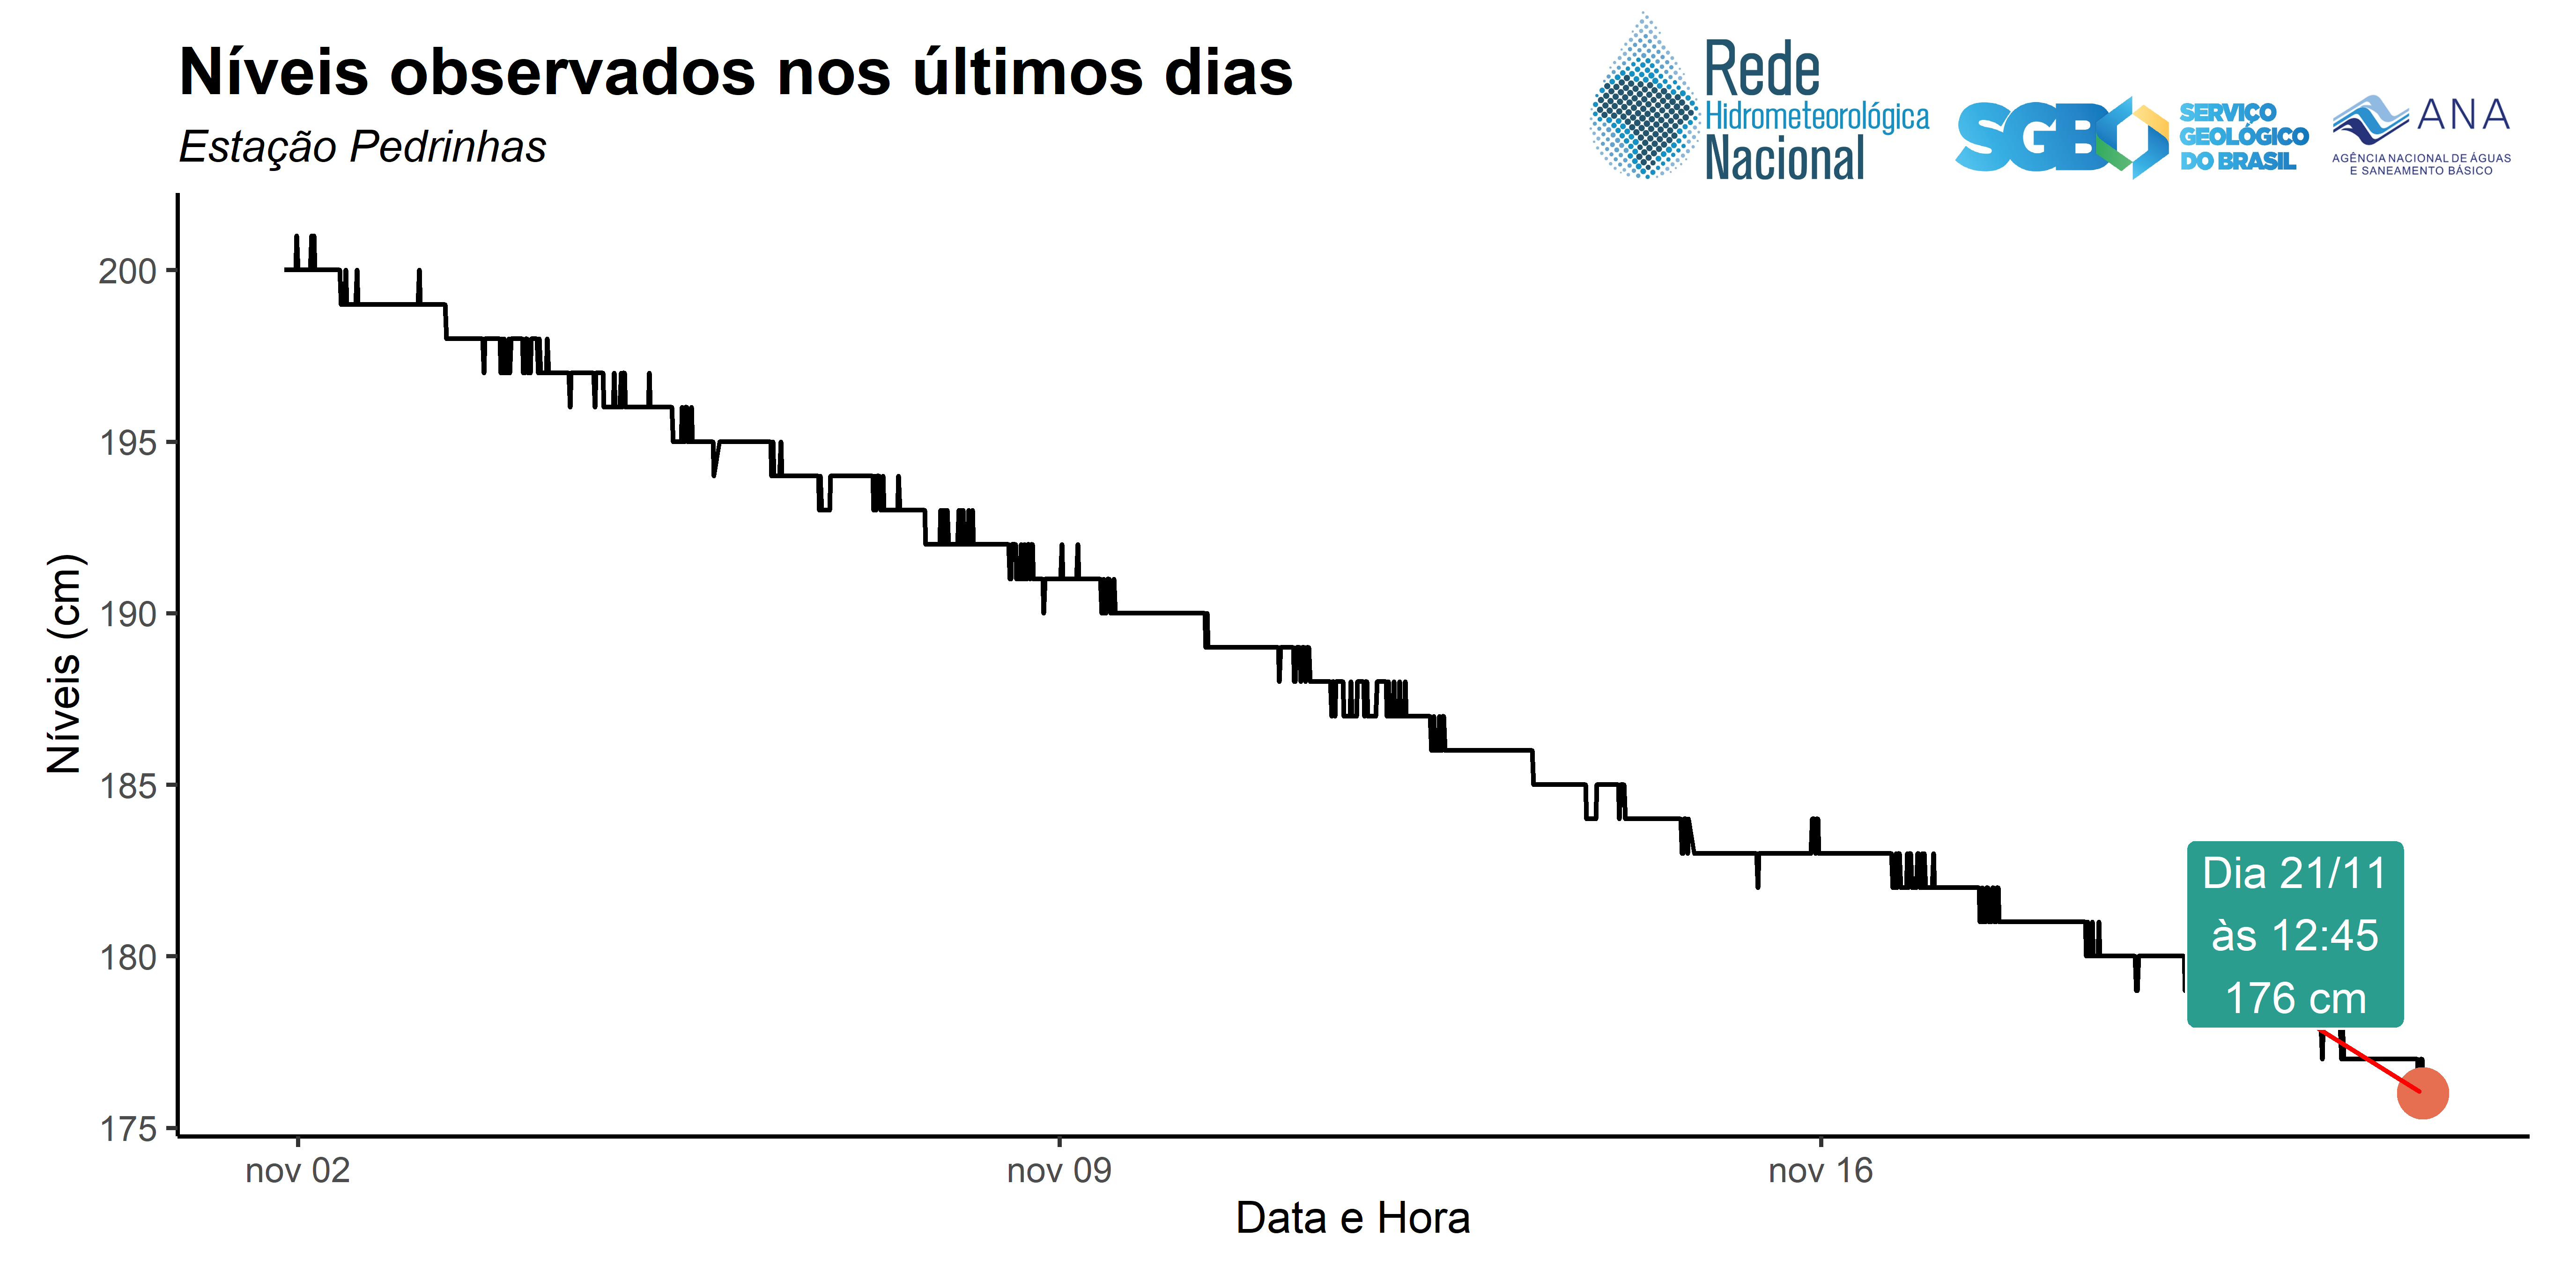 Níveis observados nos últimos dias
Estação Pedrinhas
Rede
Hidrometeorológica
Nacional
SGB
SERVIÇO
GEOLÓGICO
DO BRASIL
ANA
AGÊNCIA NACIONAL DE ÁGUAS
E SANEAMENTO BÁSICO
Níveis (cm)
200
195
190
185
180
175
Dia 21/11
às 12:45
176 cm
nov 02
nov 09
nov 16
Data e Hora